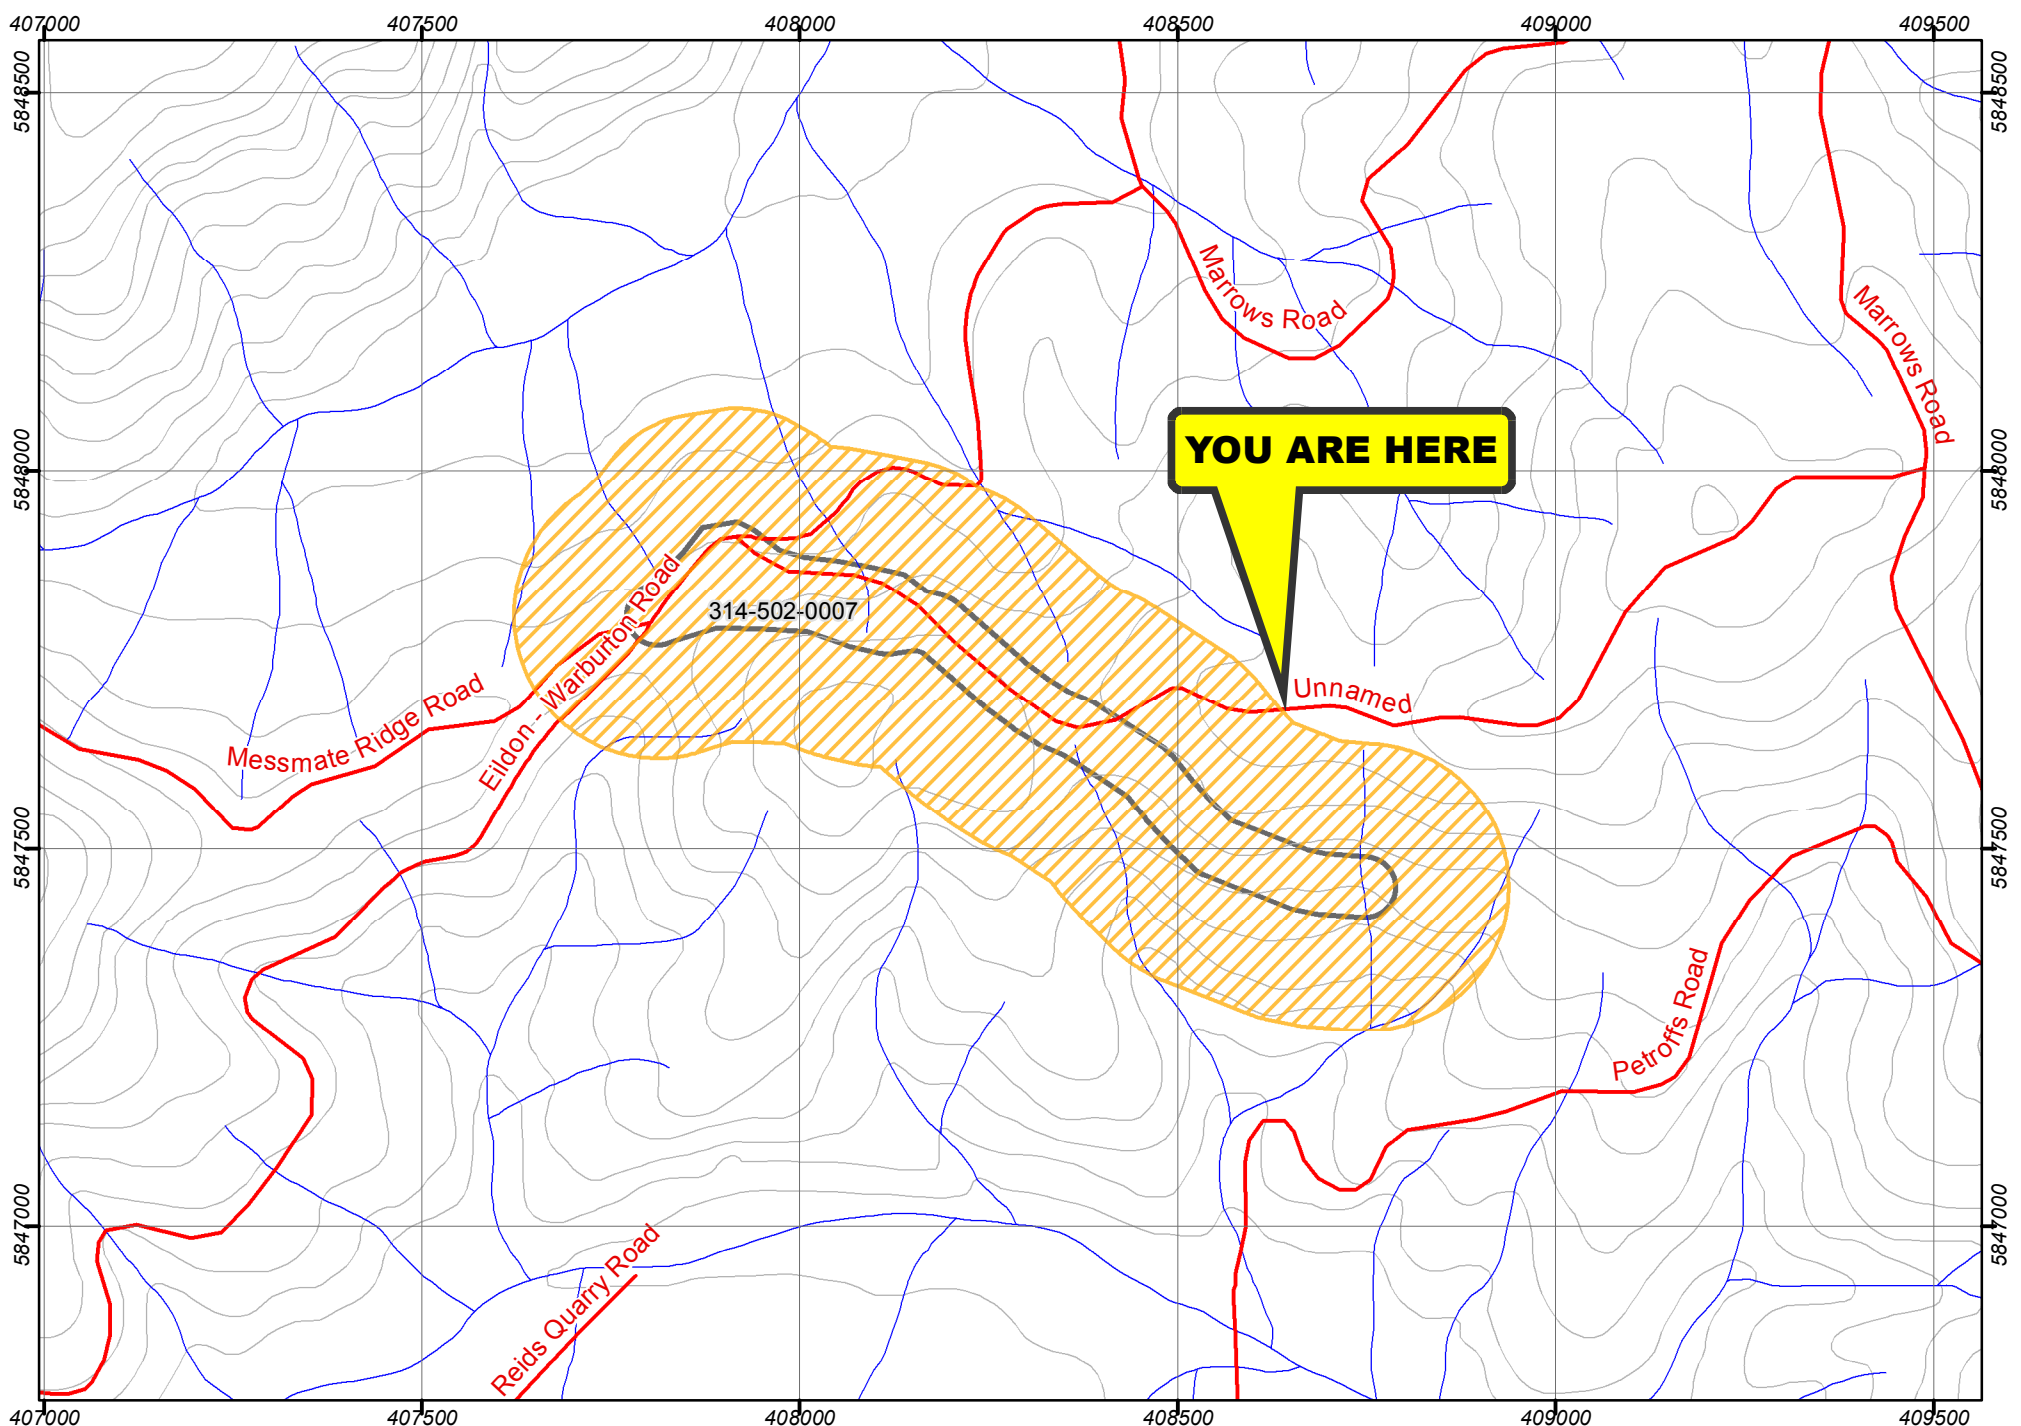 407000
407500
408000
408500
409000
409500
5848500
5848500
Marrows Road
Marrows Road
YOU ARE HERE
5848000
5848000
314-502-0007
Unnamed
Messmate Ridge Road
Eildon - Warburton Road
5847500
5847500
Petroffs Road
5847000
5847000
Reids Quarry Road
407000
407500
408000
408500
409000
409500